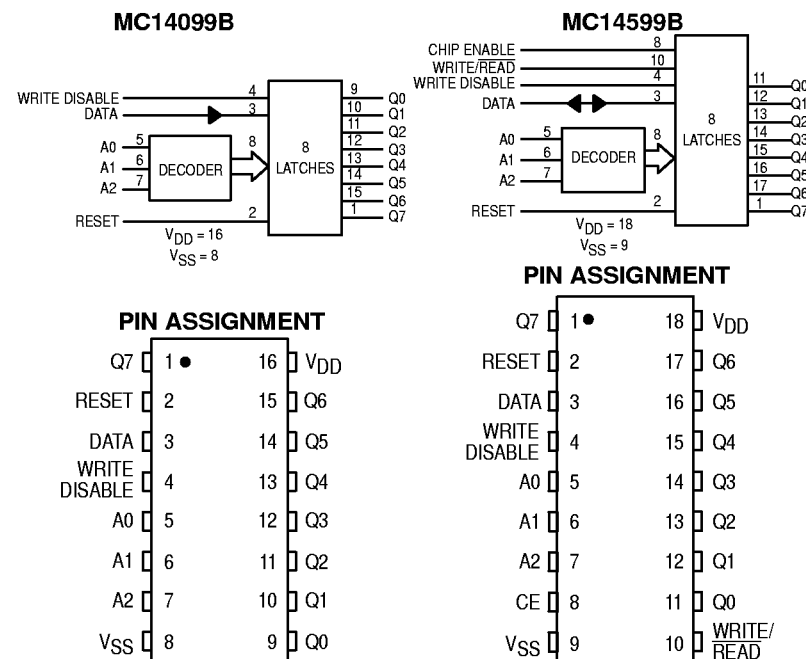 MC14099B
WRITE DISABLE 4
DATA 3
A0 5
A1 6
A2 7
DECODER
8
8
LATCHES
RESET 2
9 Q0
10 Q1
11 Q2
12 Q3
13 Q4
14 Q5
15 Q6
1 Q7
VDD = 16
VSS = 8
MC14599B
CHIP ENABLE 8
WRITE/READ 10
WRITE DISABLE 4
DATA 3
A0 5
A1 6
A2 7
DECODER
8
8
LATCHES
RESET 2
11 Q0
12 Q1
13 Q2
14 Q3
15 Q4
16 Q5
17 Q6
1 Q7
VDD = 18
VSS = 9
PIN ASSIGNMENT
Q7 1 16 VDD
RESET 2 15 Q6
DATA 3 14 Q5
WRITE
DISABLE 4 13 Q4
A0 5 12 Q3
A1 6 11 Q2
A2 7 10 Q1
VSS 8 9 Q0
PIN ASSIGNMENT
Q7 1 18 VDD
RESET 2 17 Q6
DATA 3 16 Q5
WRITE
DISABLE 4 15 Q4
A0 5 14 Q3
A1 6 13 Q2
A2 7 12 Q1
CE 8 11 Q0
VSS 9 10 WRITE/
READ